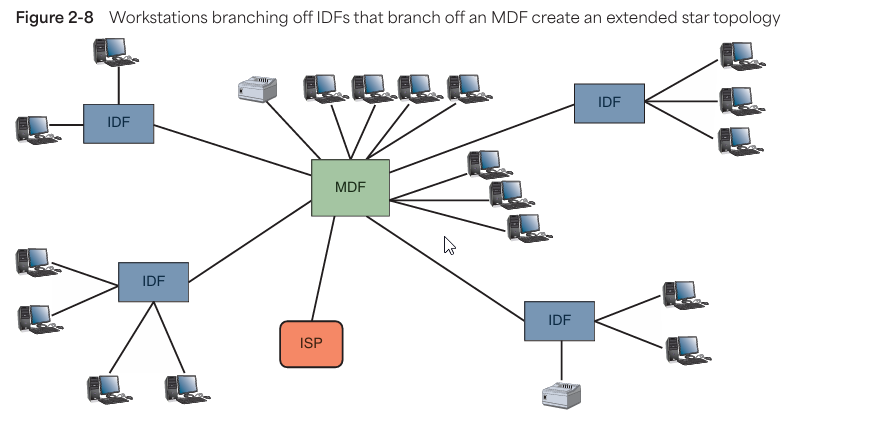 Figure 2-8 Workstations branching off IDFs that branch off an MDF create an extended star topology
IDF
IDF
MDF
IDF
IDF
ISP